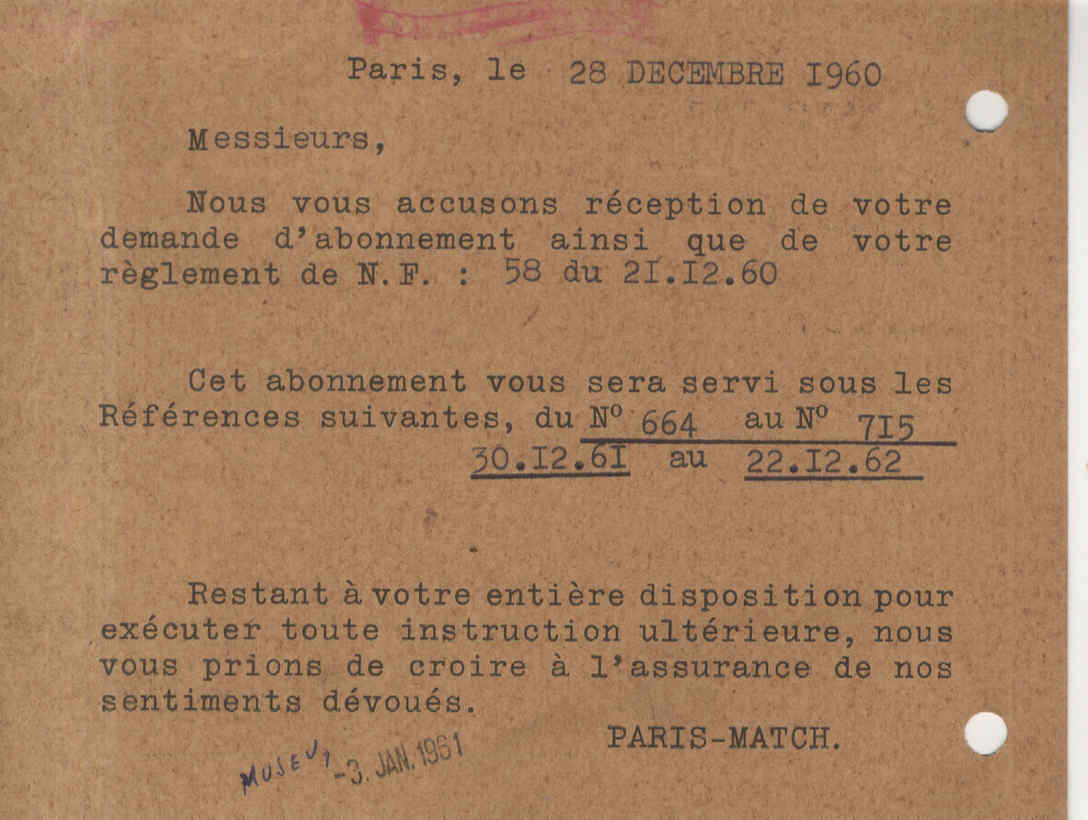 Paris, le 28 DECEMBRE I960
Messieurs,
Nous vous accusons réception de votre
demande d'abonnement ainsi que de votre
règlement de N.F. : 58 du 2I.I2.60
Cet abonnement vous sera servi sous les
Références suivantes, du Nº 664 au Nº 7I5
30.I2.6I au 22.I2.62
Restant à votre entière disposition pour
exécuter toute instruction ultérieure, nous
vous prions de croire à l'assurance de nos
sentiments dévoués.
PARIS-MATCH.
-3. JAN. 1961